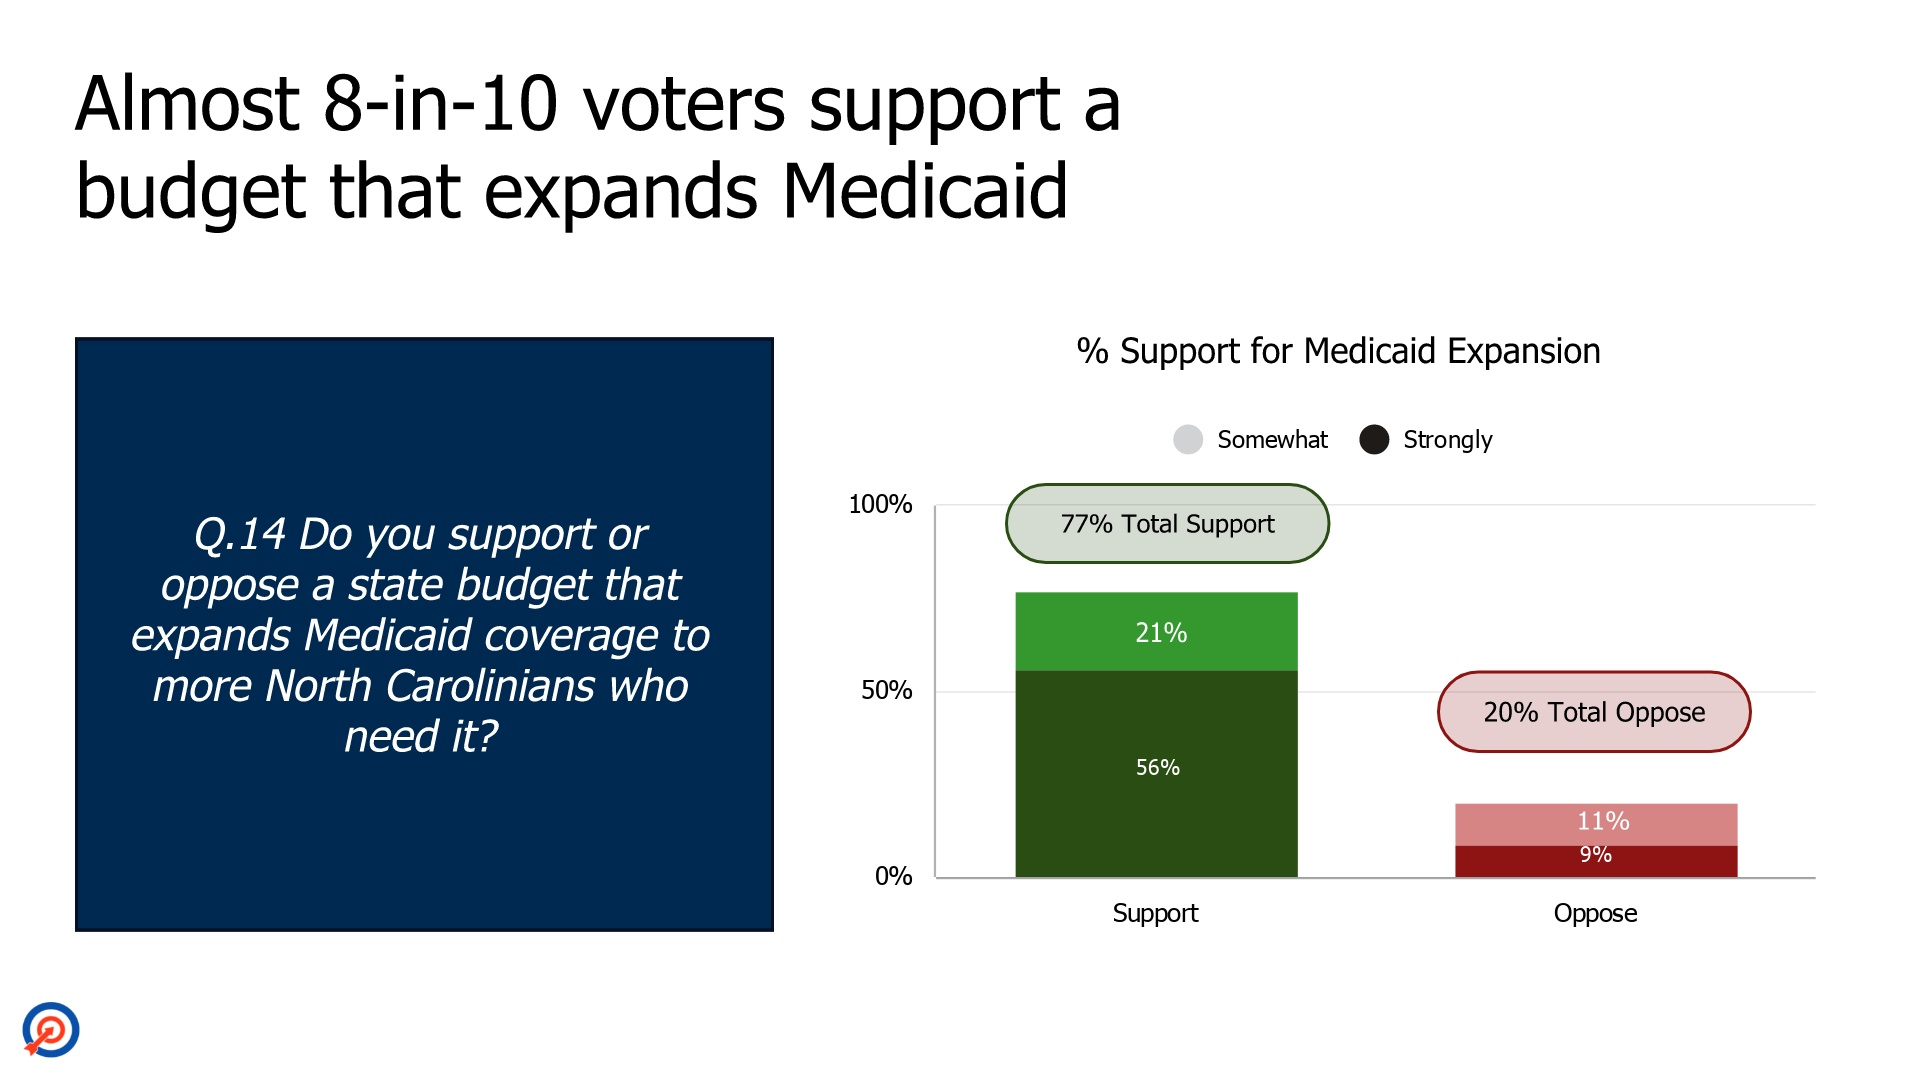 Almost 8-in-10 voters support a
budget that expands Medicaid
Q.14 Do you support or
oppose a state budget that
expands Medicaid coverage to
more North Carolinians who
need it?
% Support for Medicaid Expansion
Somewhat Strongly
100%
77% Total Support
21%
50%
20% Total Oppose
56%
11%
9%
0%
Support Oppose